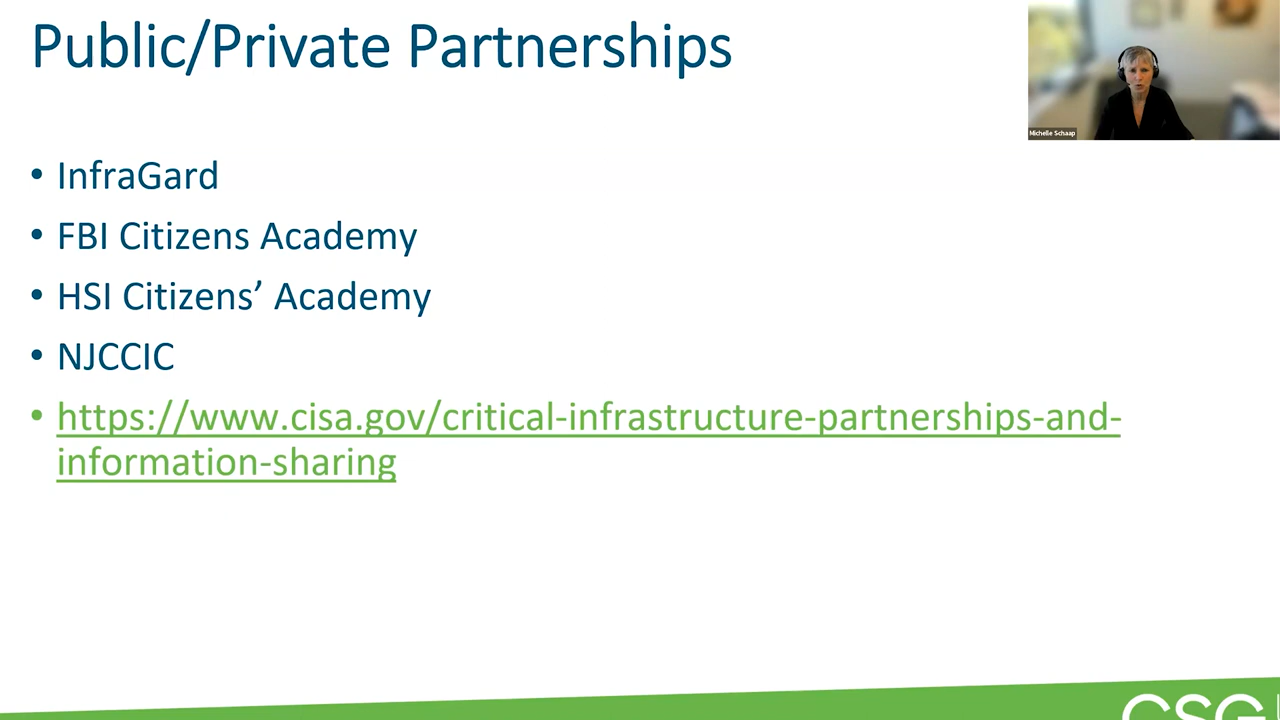 Public/Private Partnerships
Michelle Schaap
• InfraGard
• FBI Citizens Academy
• HSI Citizens’ Academy
• NJCCIC
• https://www.cisa.gov/critical-infrastructure-partnerships-and-
information-sharing
CSG